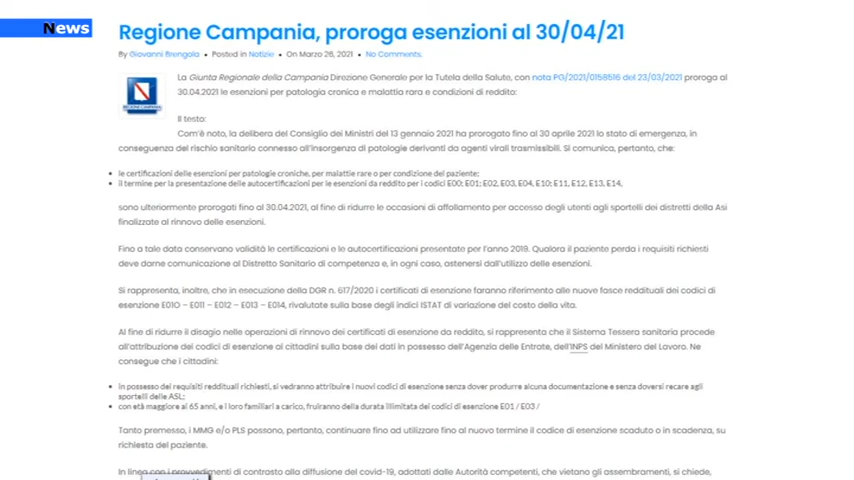 News
Regione Campania, proroga esenzioni al 30/04/21
By Giovanni Brengola • Posted in Notizie • On Marzo 26, 2021 • No Comments.
La Giunta Regionale della Campania Direzione Generale per la Tutela della Salute, con nota PG/2021/0158516 del 23/03/2021 proroga al
30.04.2021 le esenzioni per patologia cronica e malattia rara e condizioni di reddito:
REGIONE CAMPANIA
Il testo:
Com'è noto, la delibera del Consiglio dei Ministri del 13 gennaio 2021 ha prorogato fino al 30 aprile 2021 lo stato di emergenza, in
conseguenza del rischio sanitario connesso all'insorgenza di patologie derivanti da agenti virali trasmissibili. Si comunica, pertanto, che:
• le certificazioni delle esenzioni per patologie croniche, per malattie rare o per condizione del paziente;
• il termine per la presentazione delle autocertificazioni per le esenzioni da reddito per i codici E00; E01; E02, E03, E04, E10; E11, E12, E13, E14,
sono ulteriormente prorogati fino al 30.04.2021, al fine di ridurre le occasioni di affollamento per accesso degli utenti agli sportelli dei distretti della Asl
finalizzate al rinnovo delle esenzioni.
Fino a tale data conservano validità le certificazioni e le autocertificazioni presentate per l'anno 2019. Qualora il paziente perda i requisiti richiesti
deve darne comunicazione al Distretto Sanitario di competenza e, in ogni caso, astenersi dall'utilizzo delle esenzioni.
Si rappresenta, inoltre, che in esecuzione della DGR n. 617/2020 i certificati di esenzione faranno riferimento alle nuove fasce reddituali dei codici di
esenzione E010 – E011 – E012 – E013 – E014, rivalutate sulla base degli indici ISTAT di variazione del costo della vita.
Al fine di ridurre il disagio nelle operazioni di rinnovo dei certificati di esenzione da reddito, si rappresenta che il Sistema Tessera sanitaria procede
all'attribuzione dei codici di esenzione ai cittadini sulla base dei dati in possesso dell'Agenzia delle Entrate, dell'INPS del Ministero del Lavoro. Ne
consegue che i cittadini:
• in possesso dei requisiti reddituali richiesti, si vedranno attribuire i nuovi codici di esenzione senza dover produrre alcuna documentazione e senza doversi recare agli
sportelli delle ASL;
• con età maggiore ai 65 anni, e i loro familiari a carico, fruiranno della durata illimitata dei codici di esenzione E01 / E03 /
Tanto premesso, i MMG e/o PLS possono, pertanto, continuare fino ad utilizzare fino al nuovo termine il codice di esenzione scaduto o in scadenza, su
richiesta del paziente.
In linea con i provvedimenti di contrasto alla diffusione del covid-19, adottati dalle Autorità competenti, che vietano gli assembramenti, si chiede,